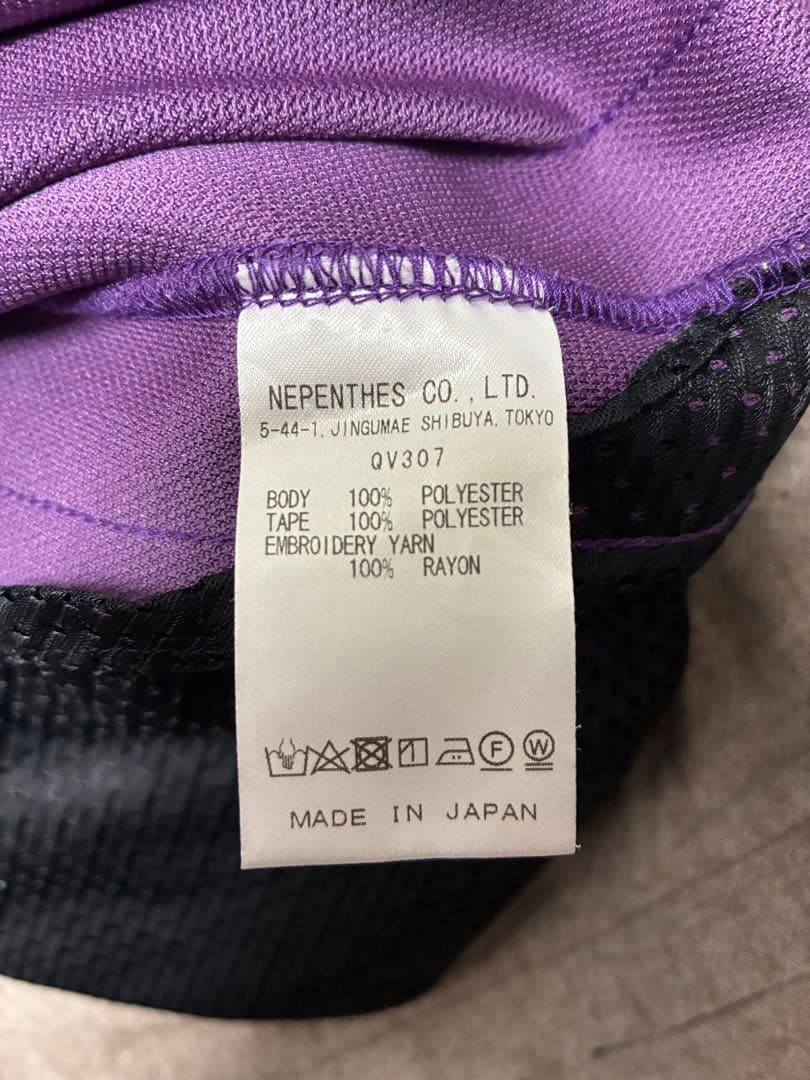 NEPENTHES CO., LTD.
5-44-1, JINGUMAE SHIBUYA, TOKYO
QV307
BODY 100% POLYESTER
TAPE 100% POLYESTER
EMBROIDERY YARN
100% RAYON
F W
MADE IN JAPAN